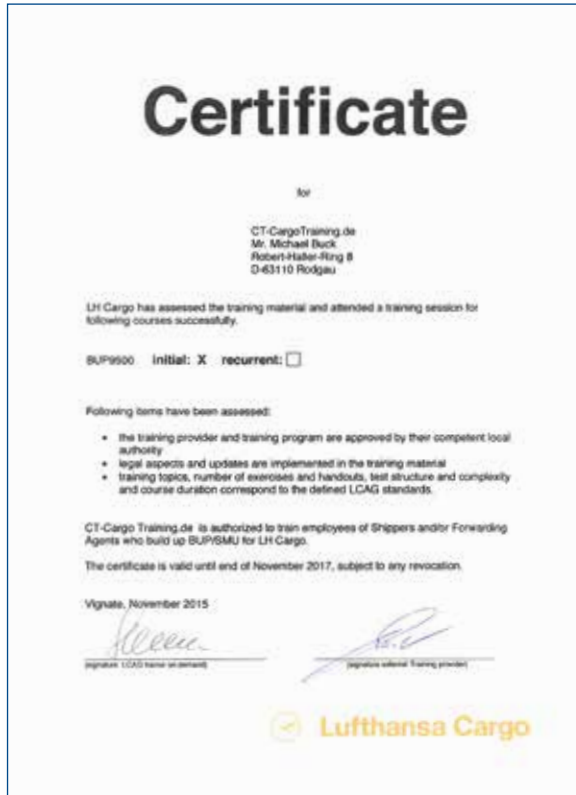 Certificate
for
CT-CargoTraining.de
Mr. Michael Buck
Robert-Haller-Ring 8
D-63110 Rodgau
LH Cargo has assessed the training material and attended a training session for
following courses successfully.
BUP9500 initial: X recurrent:
Following items have been assessed:
• the training provider and training program are approved by their competent local
authority
• legal aspects and updates are implemented in the training material
• training topics, number of exercises and handouts, test structure and complexity
and course duration correspond to the defined LCAG standards.
CT-Cargo Training.de is authorized to train employees of Shippers and/or Forwarding
Agents who build up BUP/SMU for LH Cargo.
The certificate is valid until end of November 2017, subject to any revocation.
Vignate, November 2015
(signature LCAG trainer on demand) (signature external Training provider)
Lufthansa Cargo